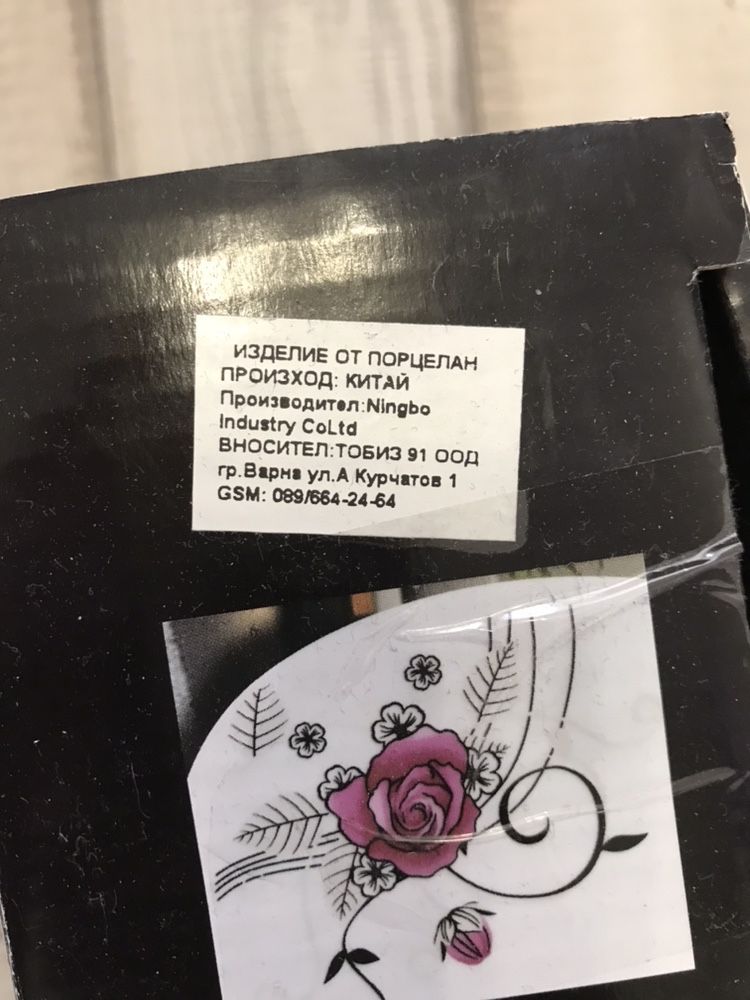 ИЗДЕЛИЕ ОТ ПОРЦЕЛАН
ПРОИЗХОД: КИТАЙ
Производител:Ningbo
Industry CoLtd
ВНОСИТЕЛ:ТОБИЗ 91 ООД
гр.Варна ул.А Курчатов 1
GSM: 089/664-24-64